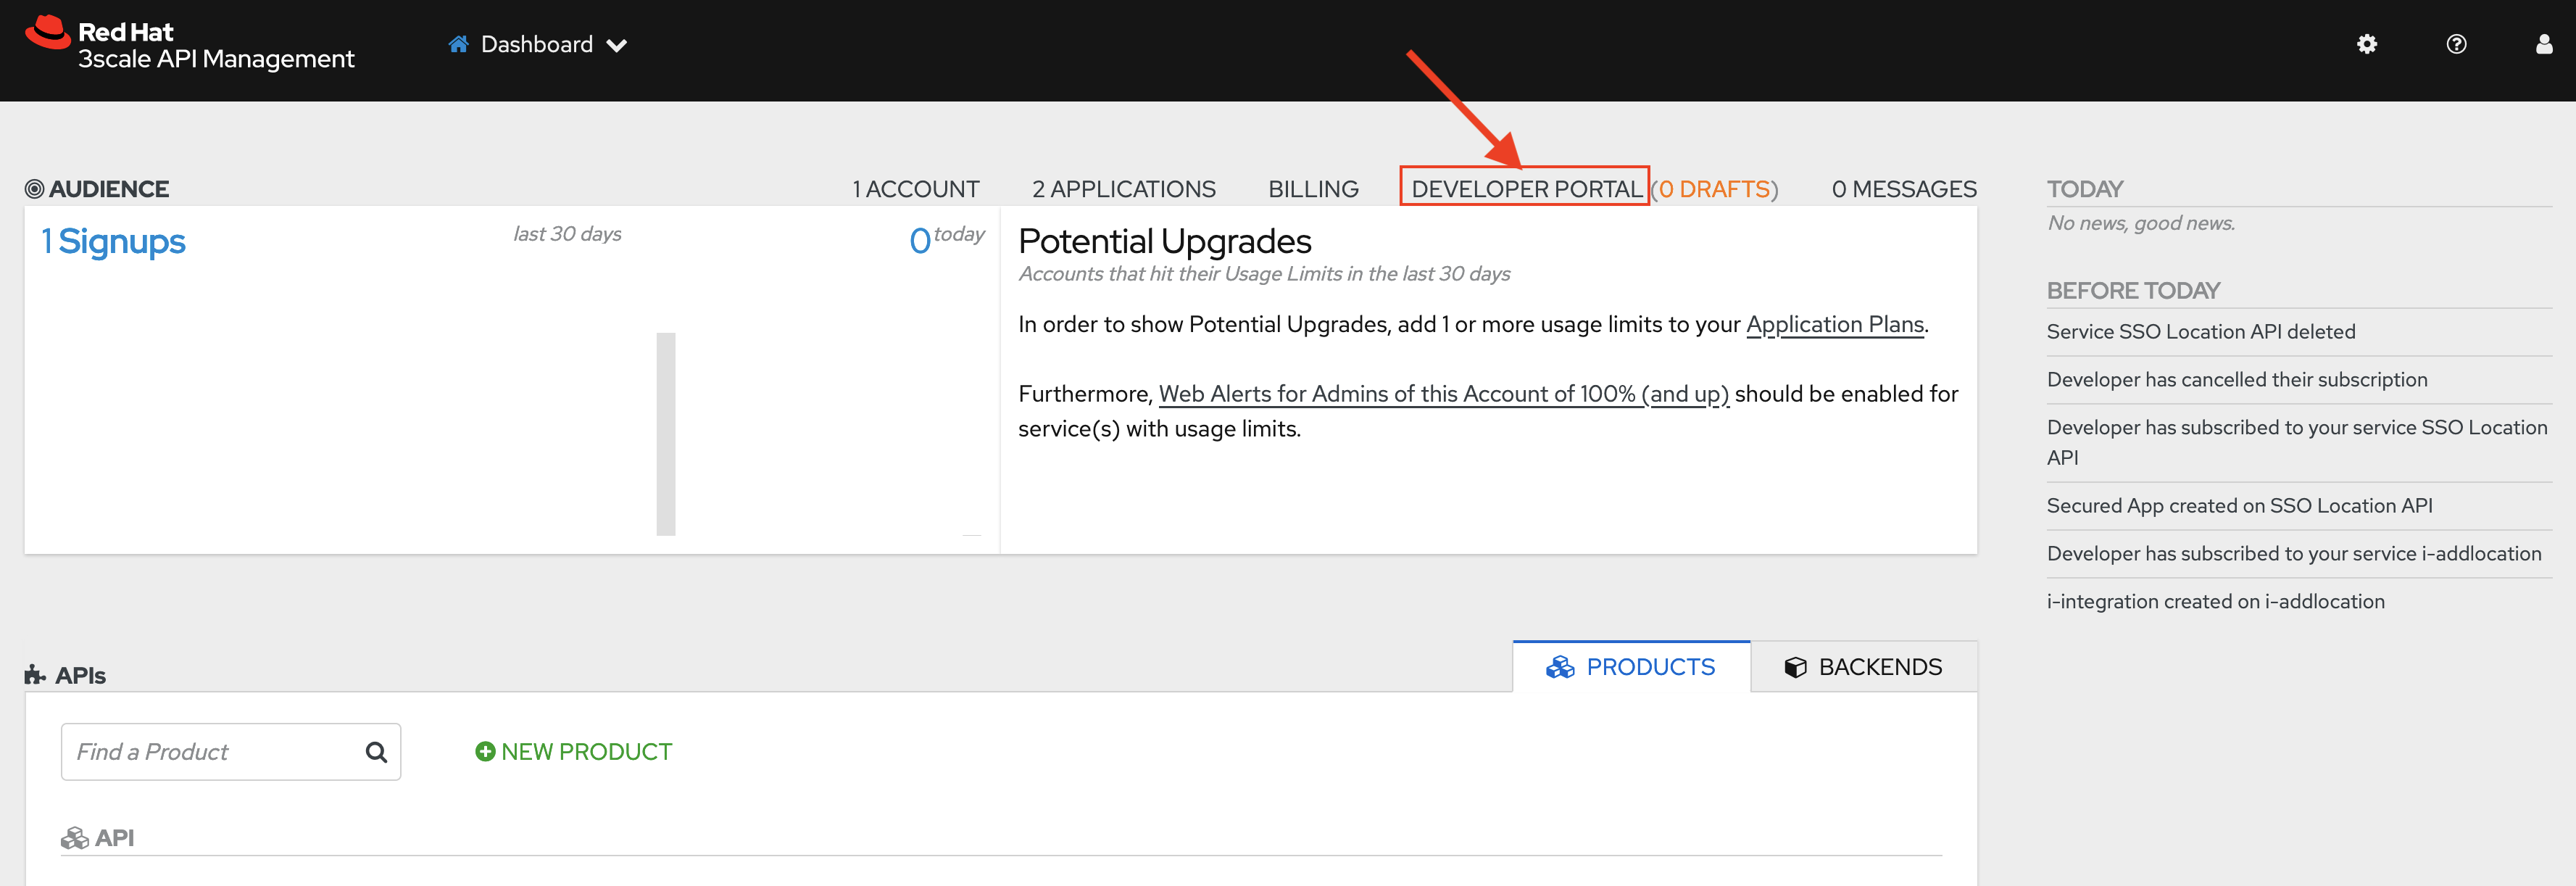 Red Hat
3scale API Management
Dashboard
AUDIENCE
1 ACCOUNT
2 APPLICATIONS
BILLING
DEVELOPER PORTAL (0 DRAFTS)
0 MESSAGES
1 Signups
last 30 days
0 today
Potential Upgrades
Accounts that hit their Usage Limits in the last 30 days
In order to show Potential Upgrades, add 1 or more usage limits to your Application Plans.
Furthermore, Web Alerts for Admins of this Account of 100% (and up) should be enabled for
service(s) with usage limits.
TODAY
No news, good news.
BEFORE TODAY
Service SSO Location API deleted
Developer has cancelled their subscription
Developer has subscribed to your service SSO Location
API
Secured App created on SSO Location API
Developer has subscribed to your service i-addlocation
i-integration created on i-addlocation
APIs
PRODUCTS
BACKENDS
Find a Product
NEW PRODUCT
API